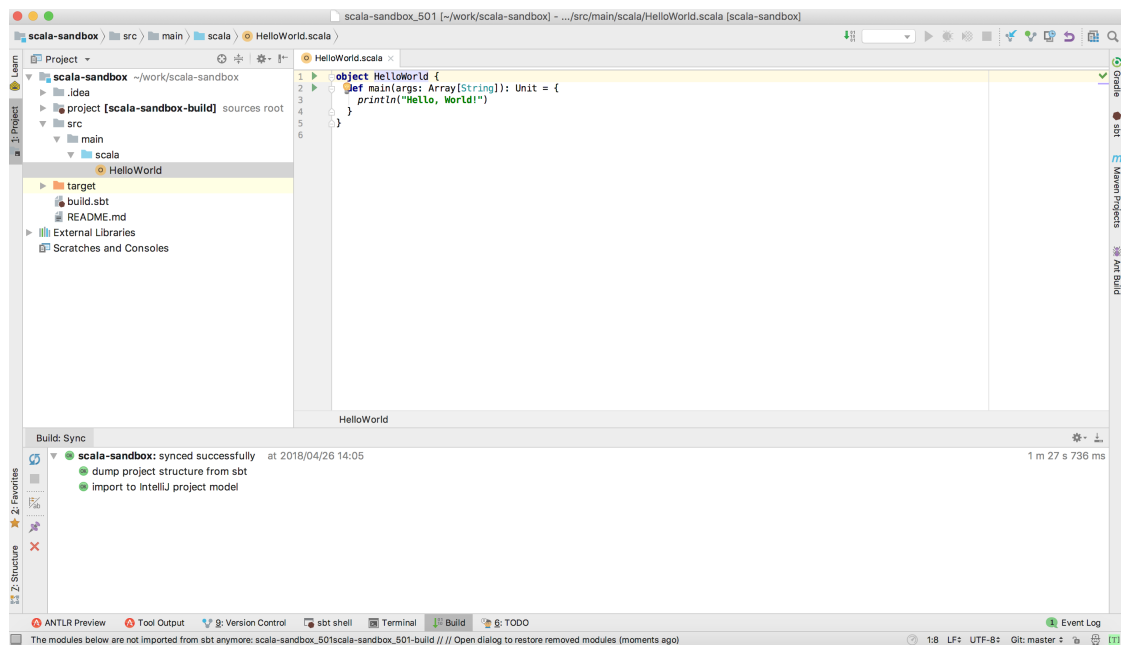 scala-sandbox_501 [~/work/scala-sandbox] - .../src/main/scala/HelloWorld.scala [scala-sandbox]
scala-sandbox src main scala HelloWorld.scala
Learn
1: Project
Project
scala-sandbox ~/work/scala-sandbox
.idea
project [scala-sandbox-build] sources root
src
main
scala
HelloWorld
target
build.sbt
README.md
External Libraries
Scratches and Consoles
HelloWorld.scala
1 object HelloWorld {
2 def main(args: Array[String]): Unit = {
3 println("Hello, World!")
4 }
5 }
6
HelloWorld
Gradle
sbt
m Maven Projects
Ant Build
Build: Sync
scala-sandbox: synced successfully at 2018/04/26 14:05 1 m 27 s 736 ms
dump project structure from sbt
import to IntelliJ project model
2: Favorites
Z: Structure
ANTLR Preview Tool Output 9: Version Control sbt shell Terminal Build 6: TODO 1 Event Log
The modules below are not imported from sbt anymore: scala-sandbox_501scala-sandbox_501-build // // Open dialog to restore removed modules (moments ago) 1:8 LF UTF-8 Git: master [T]